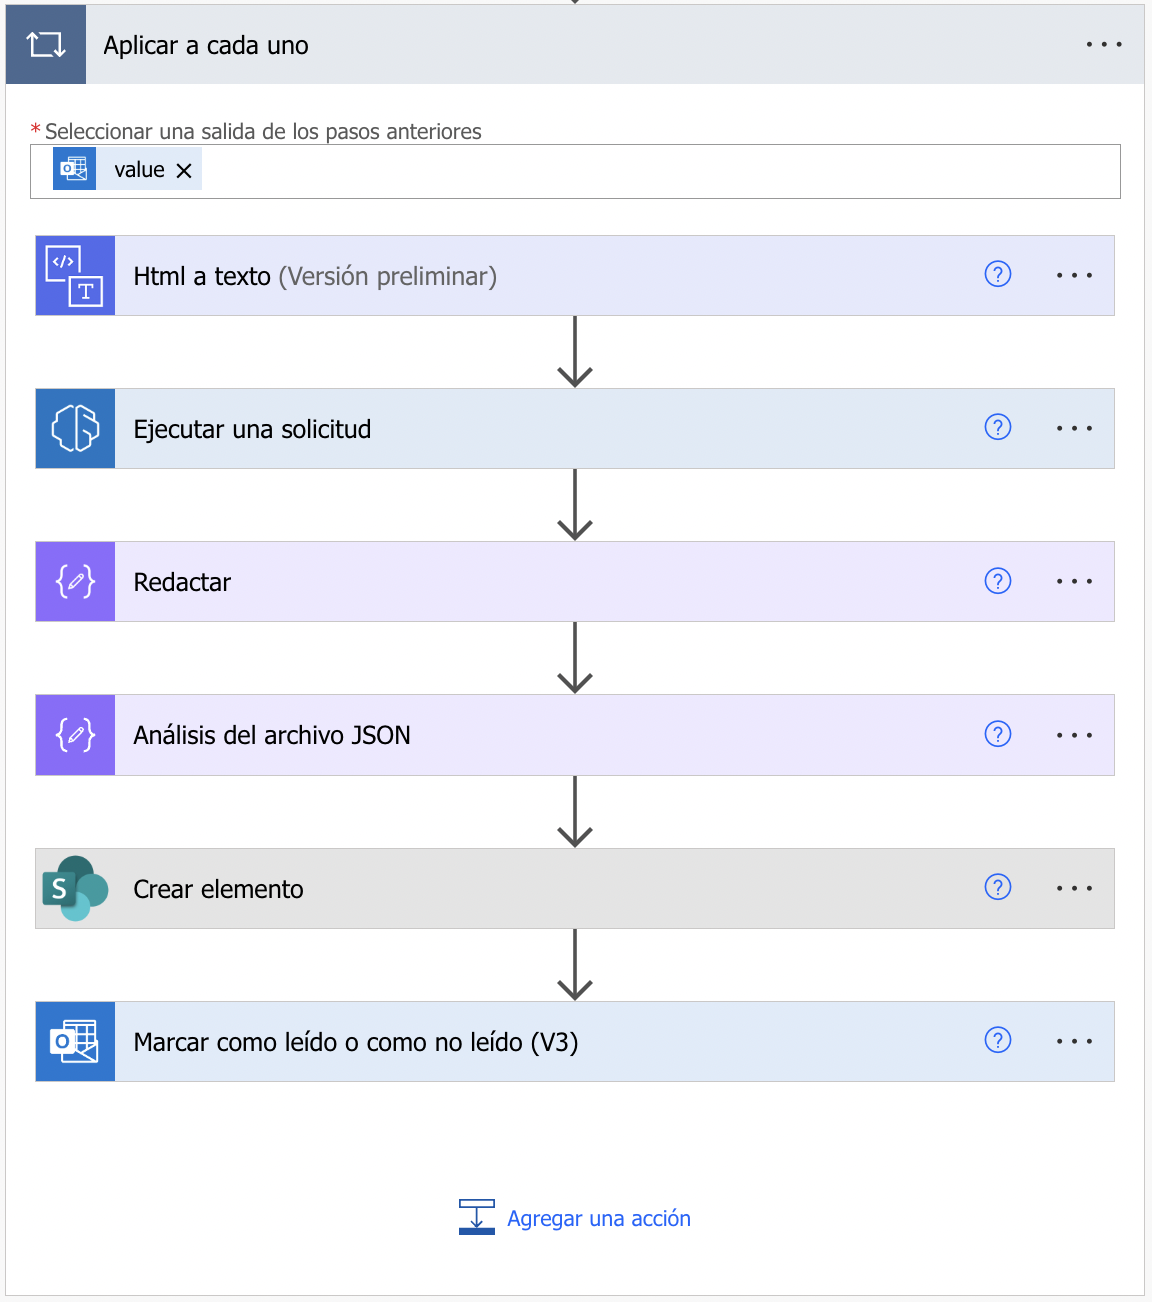 Aplicar a cada uno
* Seleccionar una salida de los pasos anteriores
value
Html a texto (Versión preliminar)
Ejecutar una solicitud
Redactar
Análisis del archivo JSON
Crear elemento
Marcar como leído o como no leído (V3)
Agregar una acción